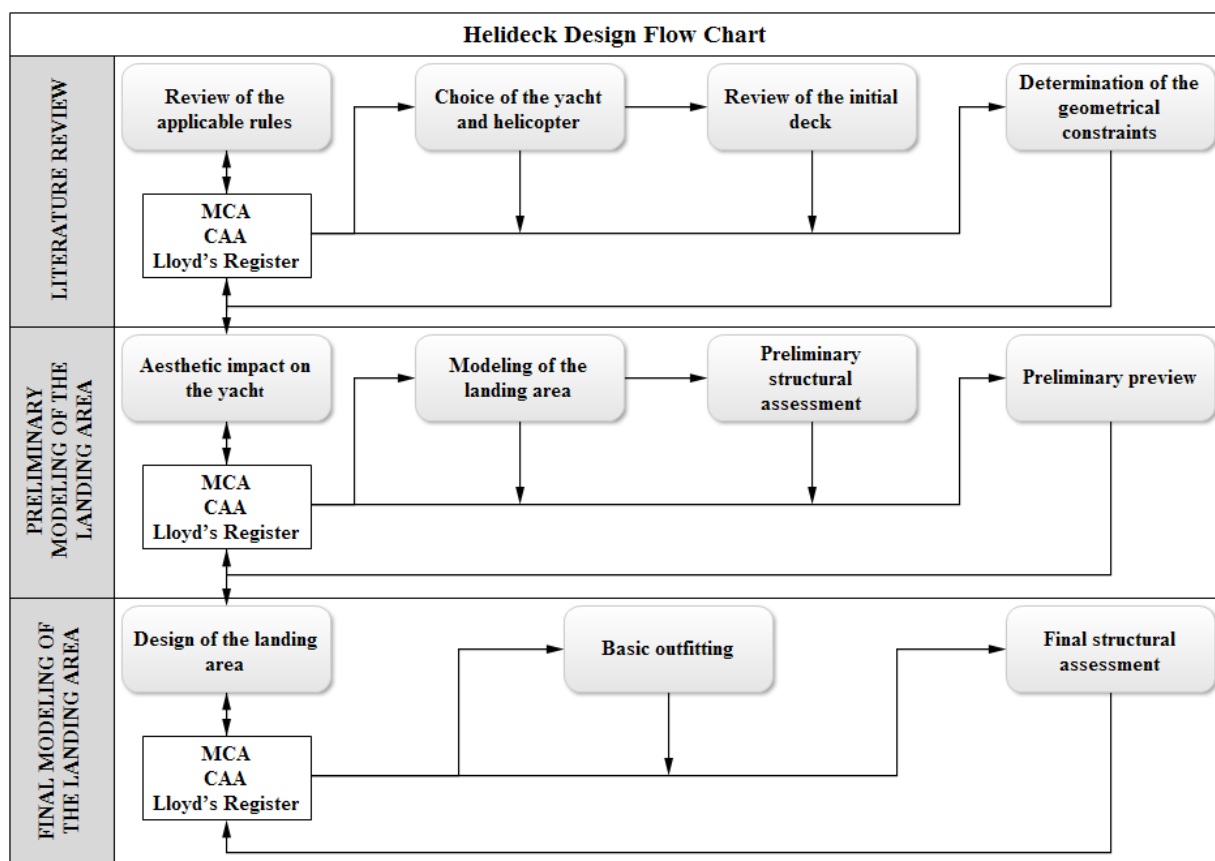 Helideck Design Flow Chart
LITERATURE REVIEW
Review of the
applicable rules
Choice of the yacht
and helicopter
Review of the initial
deck
Determination of the
geometrical
constraints
MCA
CAA
Lloyd's Register
PRELIMINARY
MODELING OF THE
LANDING AREA
Aesthetic impact on
the yacht
Modeling of the
landing area
Preliminary
structural
assessment
Preliminary preview
MCA
CAA
Lloyd's Register
FINAL MODELING OF
THE LANDING AREA
Design of the landing
area
Basic outfitting
Final structural
assessment
MCA
CAA
Lloyd's Register